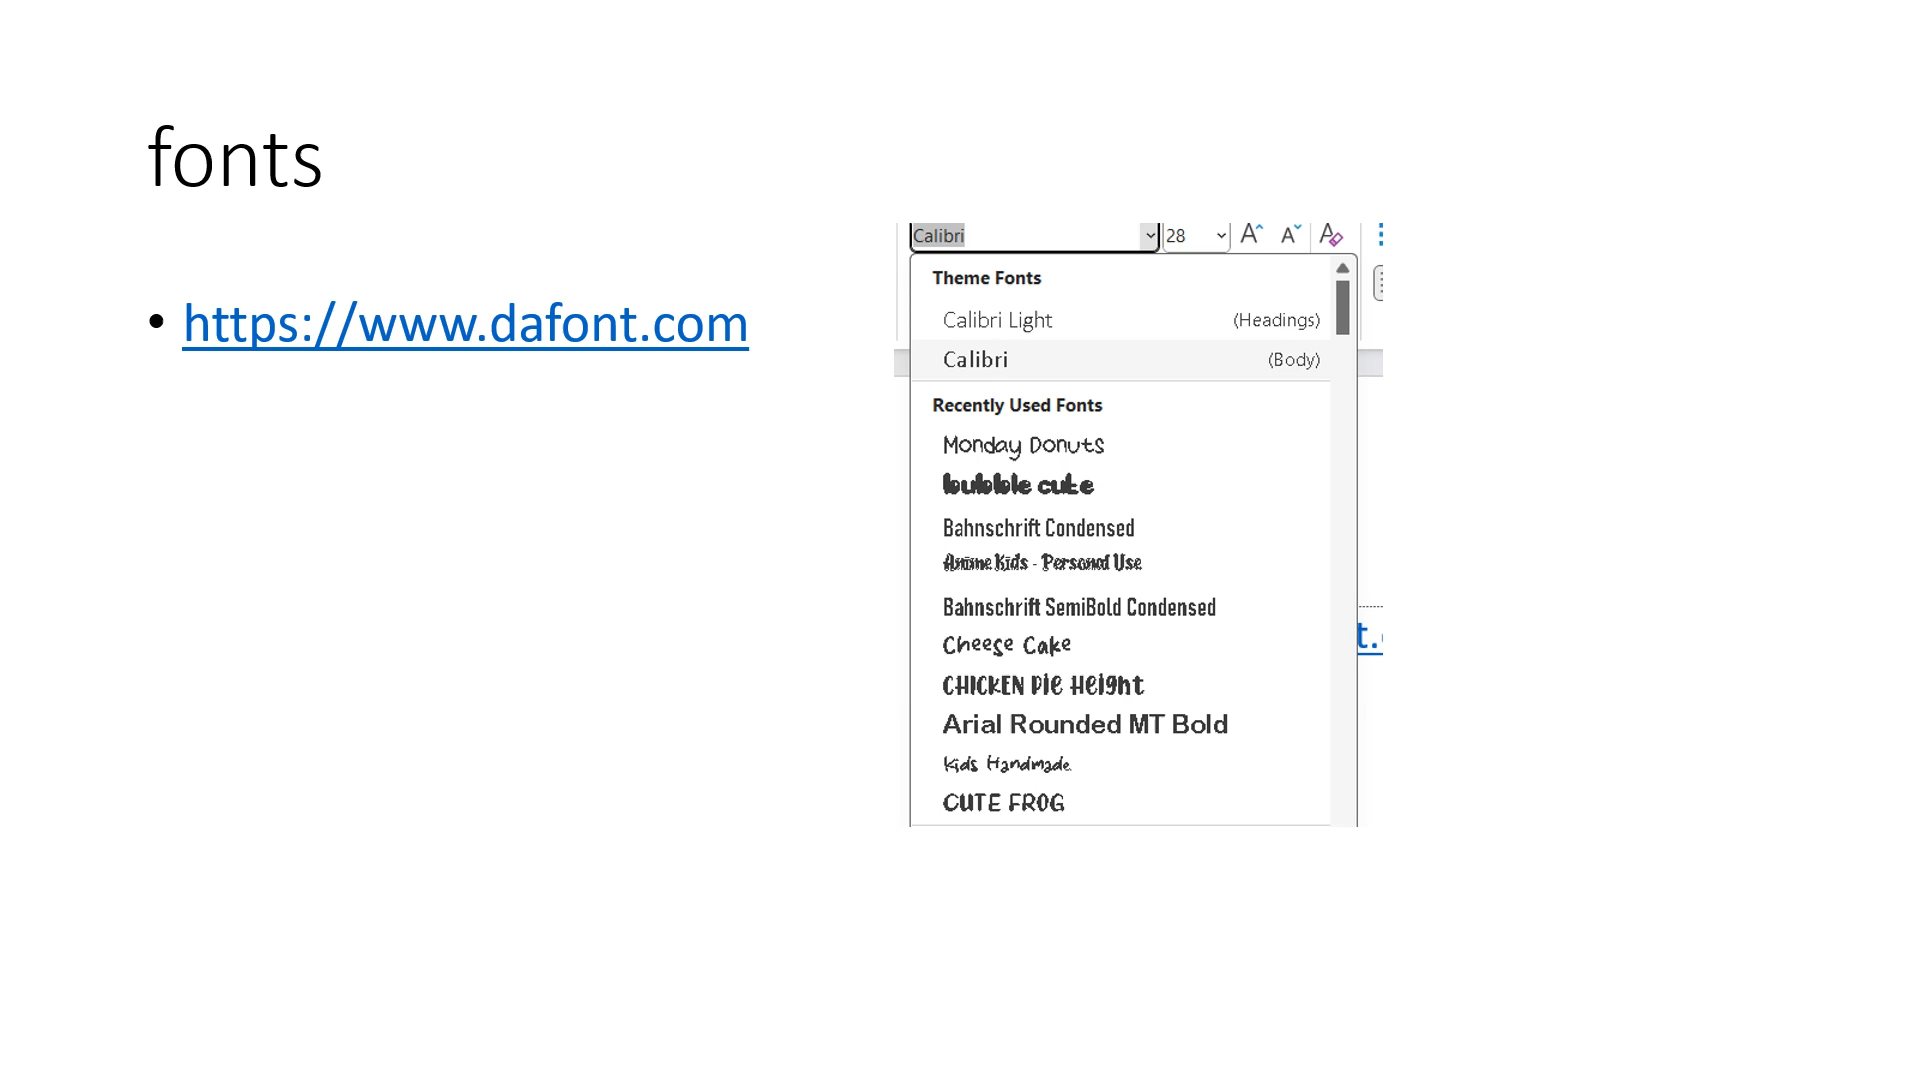 fonts
• https://www.dafont.com
Calibri 28
Theme Fonts
Calibri Light (Headings)
Calibri (Body)
Recently Used Fonts
Monday Donuts
bubble cute
Bahnschrift Condensed
Anime Kids - Personal Use
Bahnschrift SemiBold Condensed
Cheese Cake
CHICKEN Pie Height
Arial Rounded MT Bold
Kids Handmade
CUTE FROG
t.